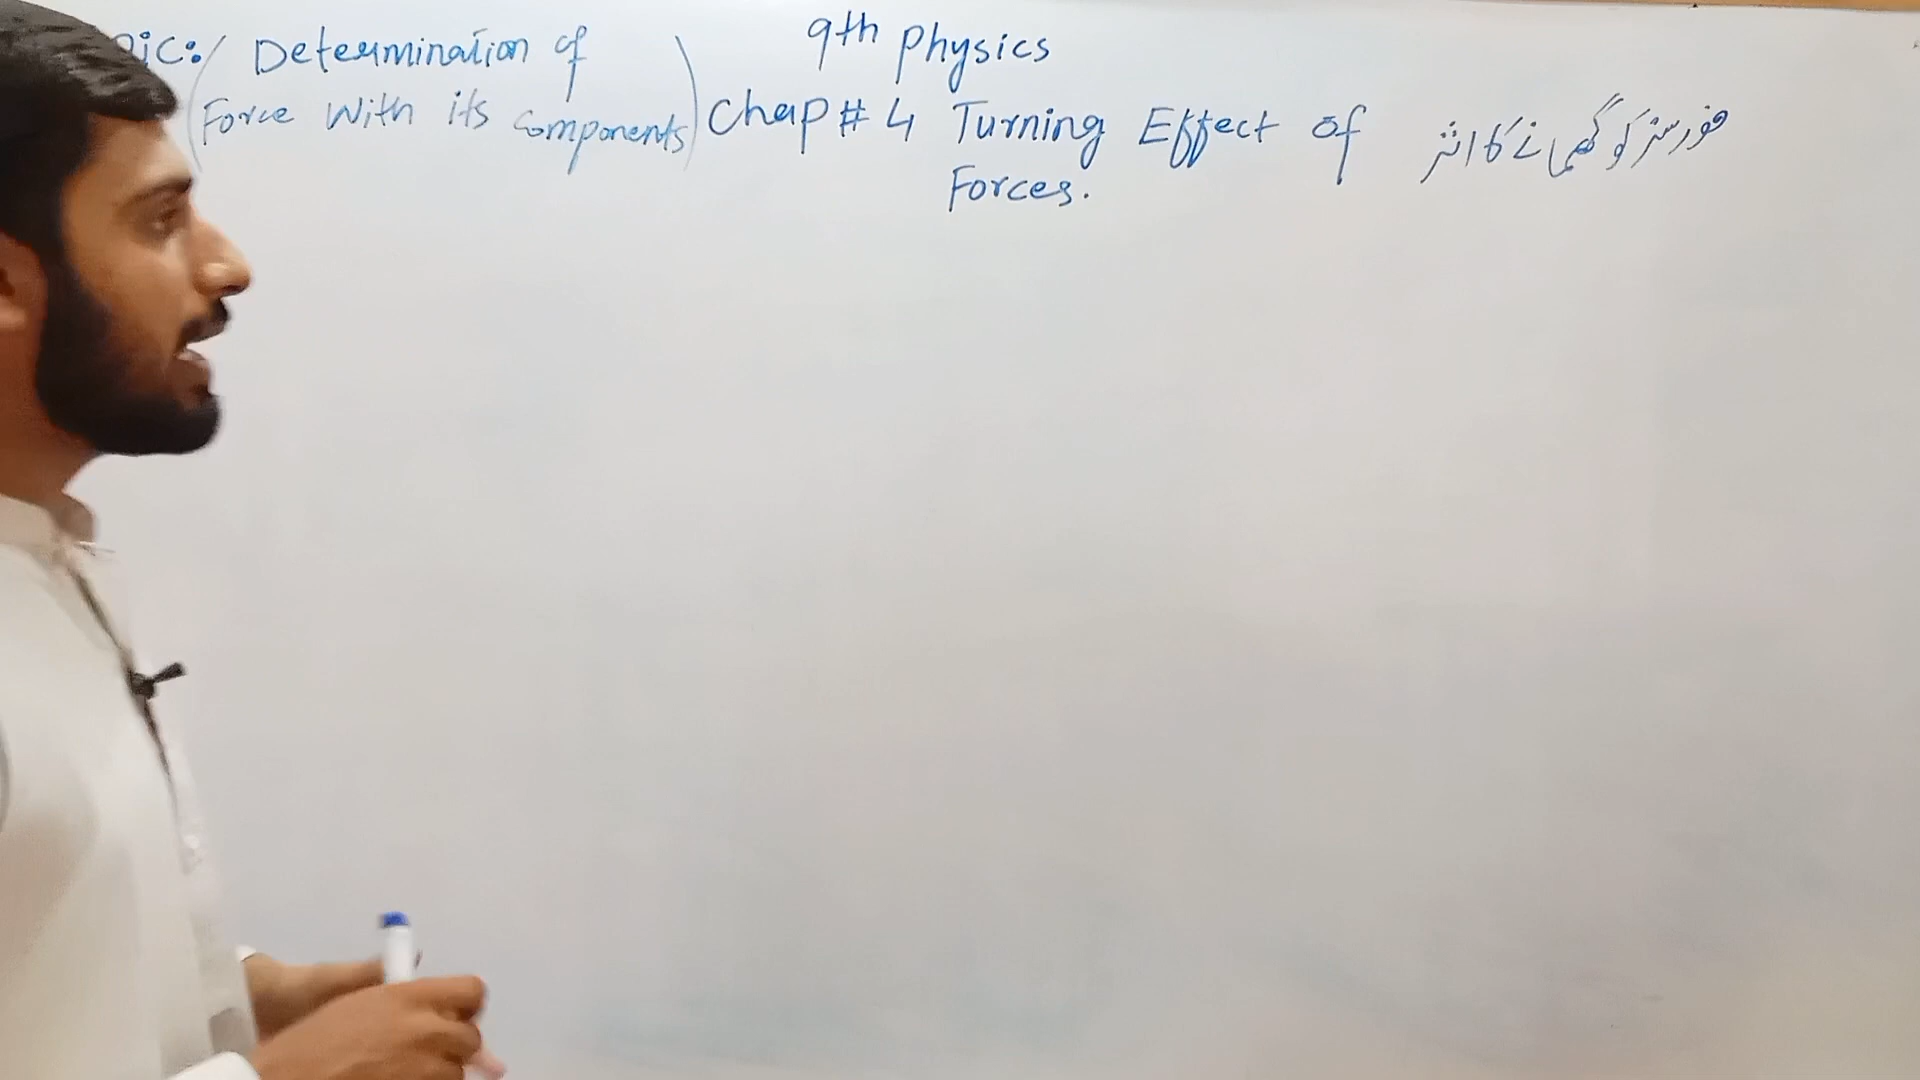 9th Physics
pic:/ Determination of
(Force With its Components)
Chap # 4 Turning Effect of
Forces.
فورسز کو گھمانے کا اثر